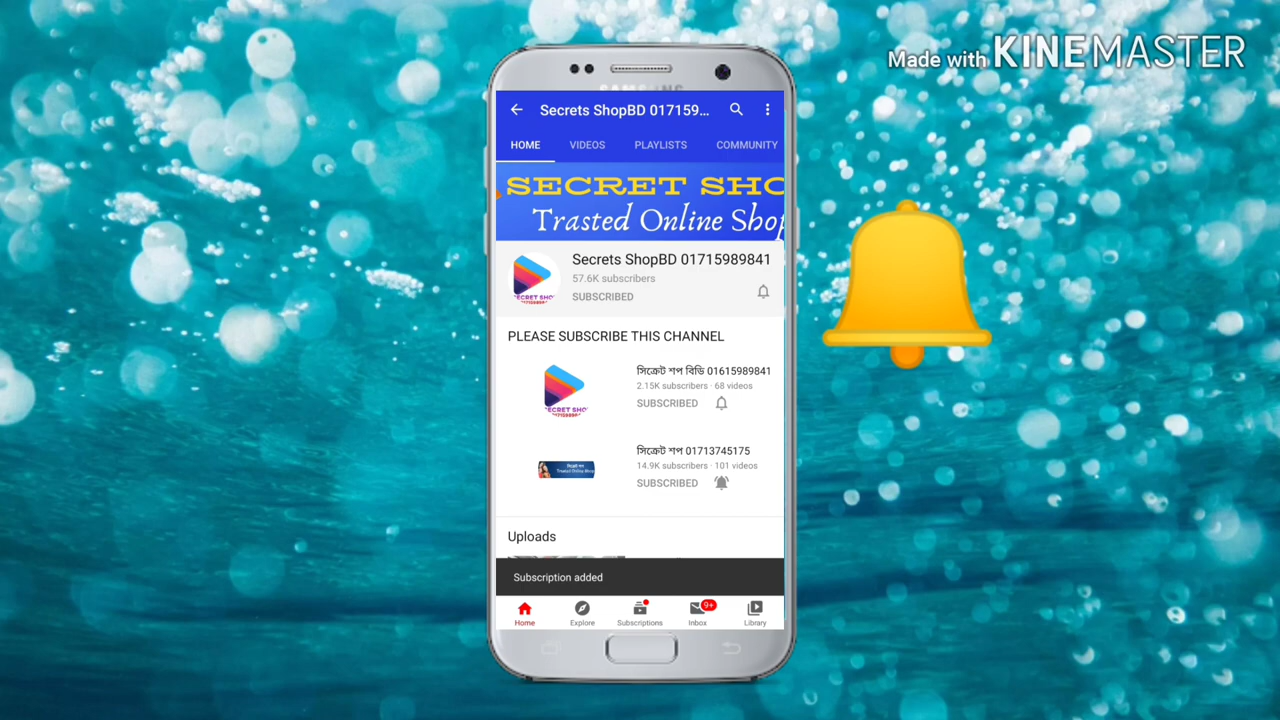 Made with KINEMASTER
SAMSUNG
Secrets ShopBD 017159...
HOME VIDEOS PLAYLISTS COMMUNITY
SECRET SHO
Trasted Online Shop
Secrets ShopBD 01715989841
57.6K subscribers
SUBSCRIBED
PLEASE SUBSCRIBE THIS CHANNEL
সিক্রেট শপ বিডি 01615989841
2.15K subscribers · 68 videos
SUBSCRIBED
সিক্রেট শপ 01713745175
14.9K subscribers · 101 videos
SUBSCRIBED
Uploads
Subscription added
9+
Home Explore Subscriptions Inbox Library